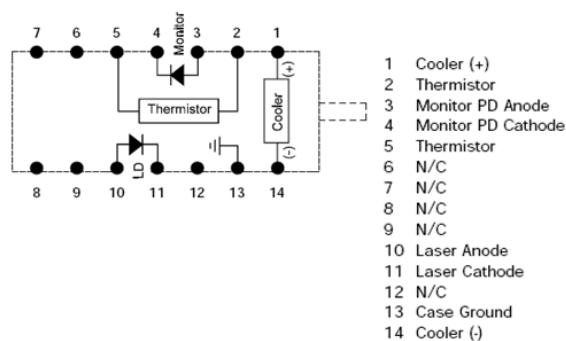 7 6 5 4 3 2 1
Monitor
(+)
Thermistor
Cooler
(-)
LD
8 9 10 11 12 13 14
1 Cooler (+)
2 Thermistor
3 Monitor PD Anode
4 Monitor PD Cathode
5 Thermistor
6 N/C
7 N/C
8 N/C
9 N/C
10 Laser Anode
11 Laser Cathode
12 N/C
13 Case Ground
14 Cooler (-)